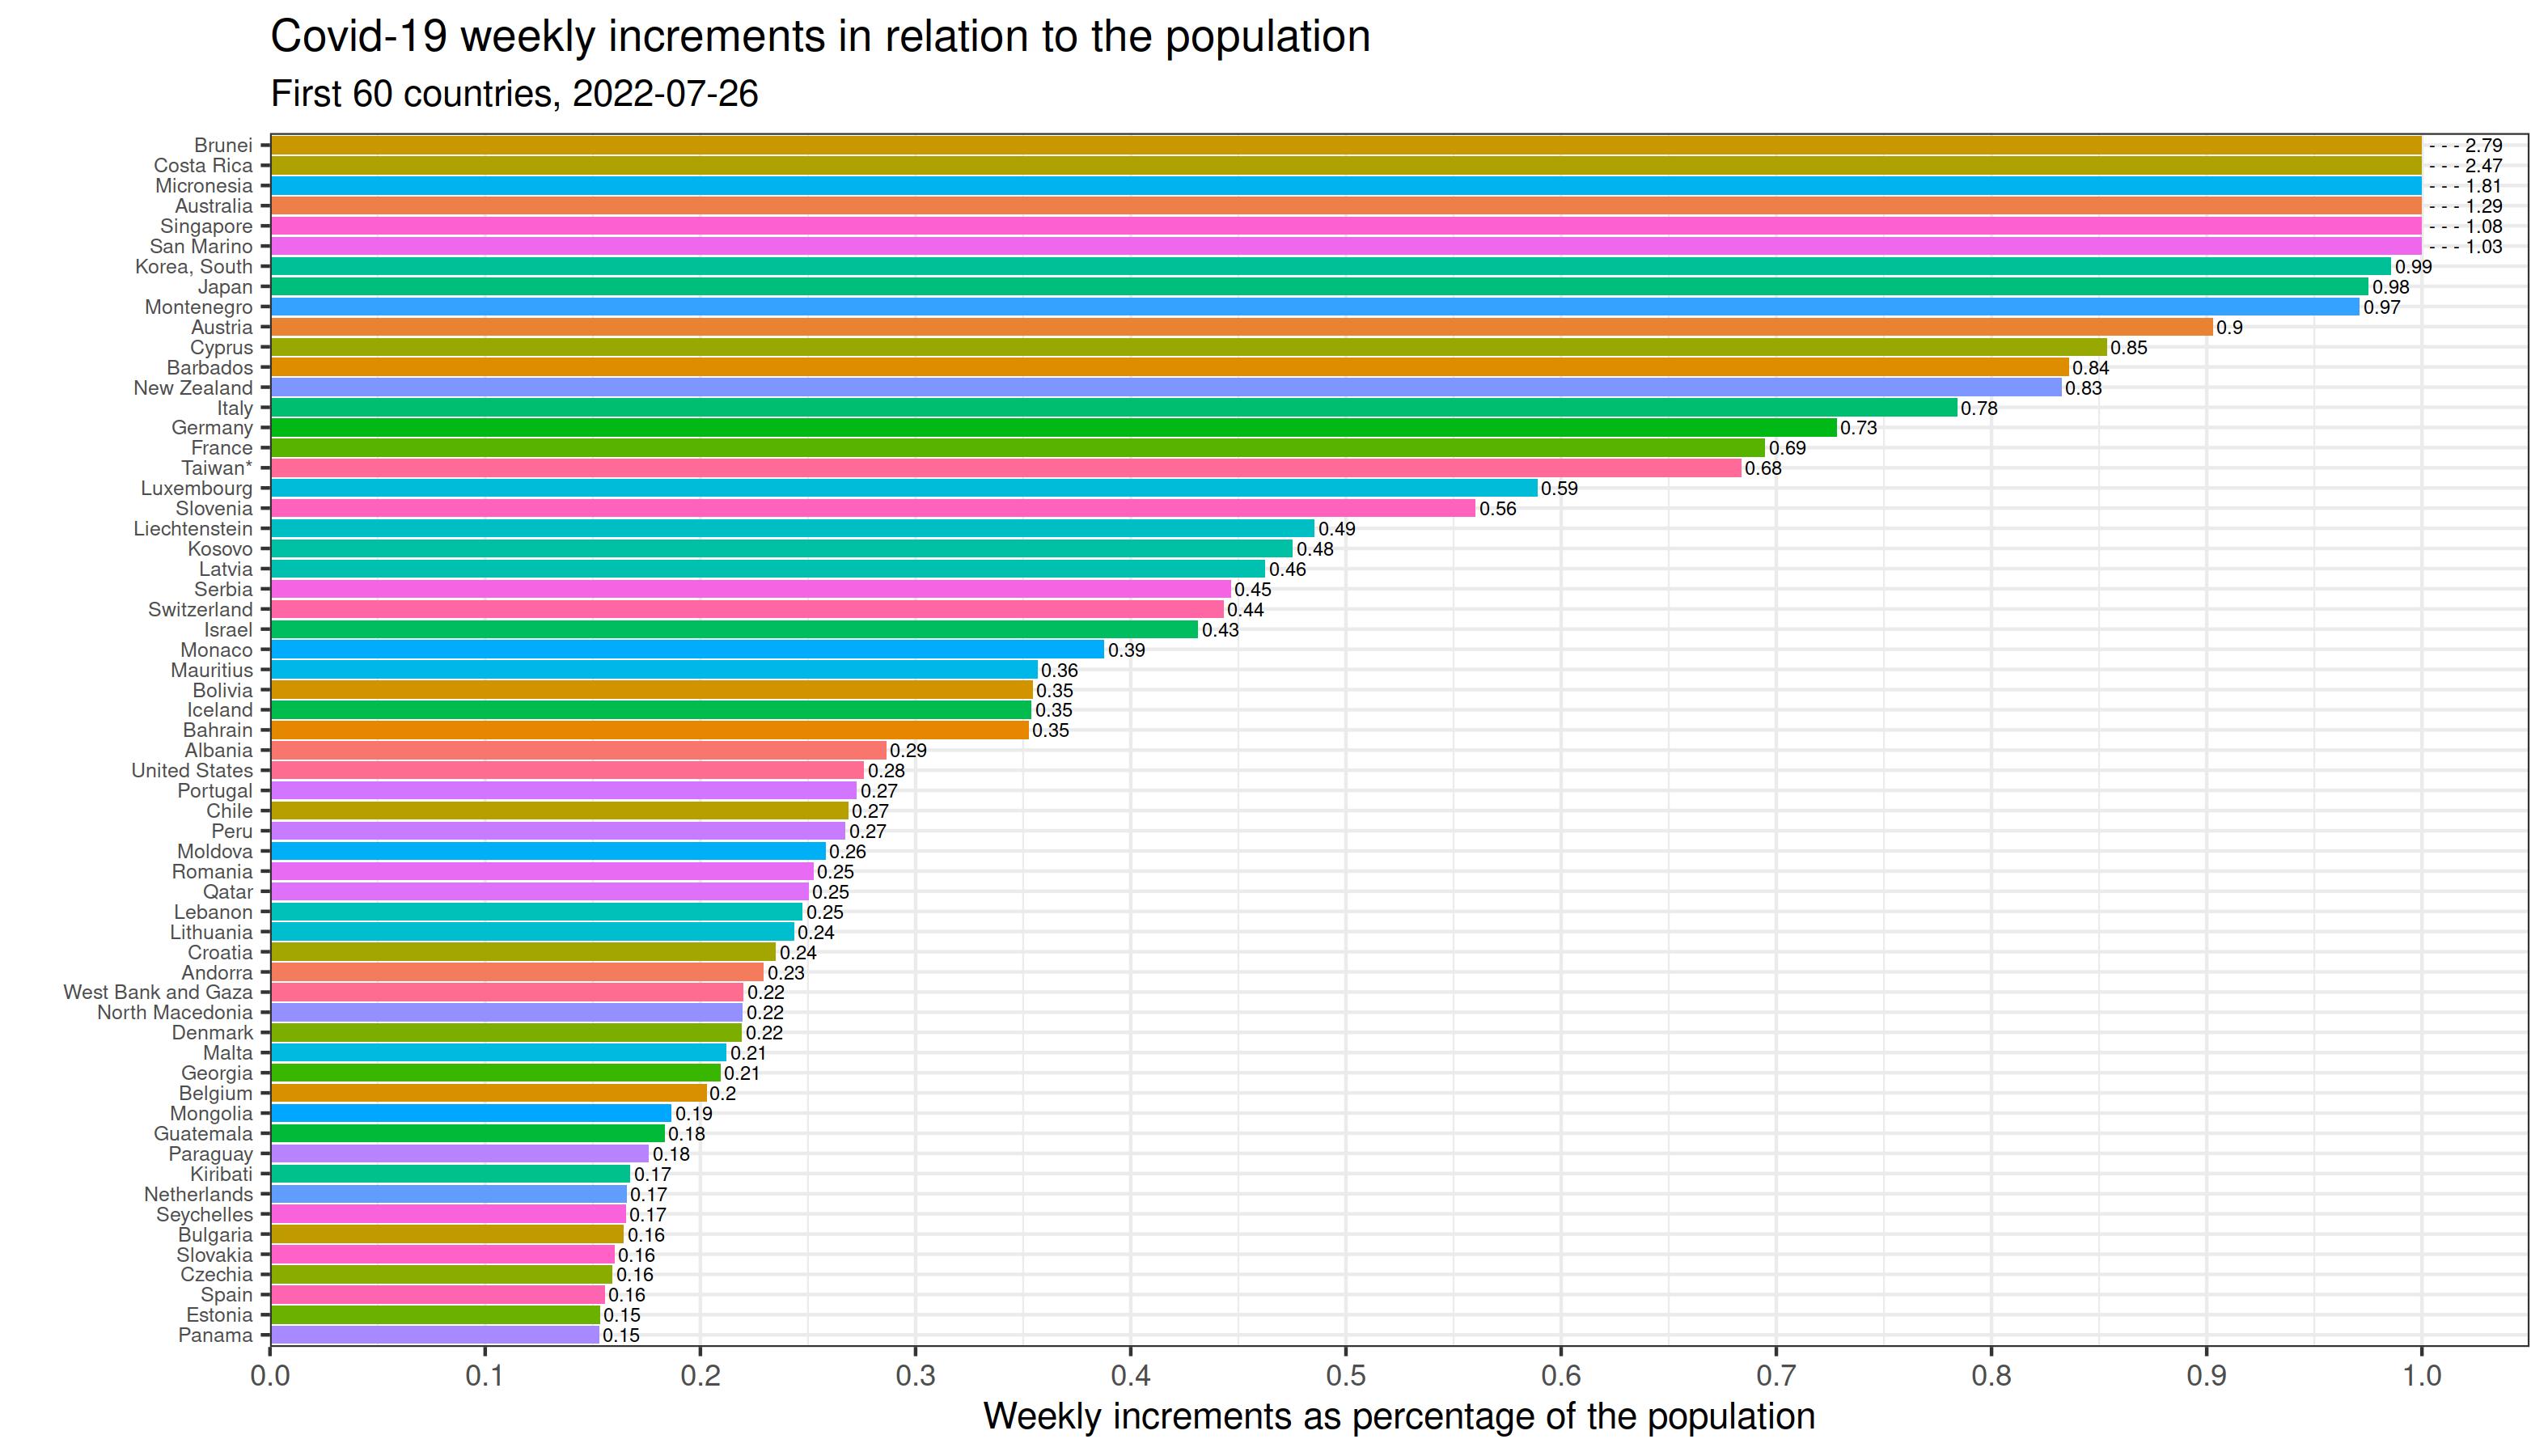 Covid-19 weekly increments in relation to the population
First 60 countries, 2022-07-26
Brunei - - - 2.79
Costa Rica - - - 2.47
Micronesia - - - 1.81
Australia - - - 1.29
Singapore - - - 1.08
San Marino - - - 1.03
Korea, South 0.99
Japan 0.98
Montenegro 0.97
Austria 0.9
Cyprus 0.85
Barbados 0.84
New Zealand 0.83
Italy 0.78
Germany 0.73
France 0.69
Taiwan* 0.68
Luxembourg 0.59
Slovenia 0.56
Liechtenstein 0.49
Kosovo 0.48
Latvia 0.46
Serbia 0.45
Switzerland 0.44
Israel 0.43
Monaco 0.39
Mauritius 0.36
Bolivia 0.35
Iceland 0.35
Bahrain 0.35
Albania 0.29
United States 0.28
Portugal 0.27
Chile 0.27
Peru 0.27
Moldova 0.26
Romania 0.25
Qatar 0.25
Lebanon 0.25
Lithuania 0.24
Croatia 0.24
Andorra 0.23
West Bank and Gaza 0.22
North Macedonia 0.22
Denmark 0.22
Malta 0.21
Georgia 0.21
Belgium 0.2
Mongolia 0.19
Guatemala 0.18
Paraguay 0.18
Kiribati 0.17
Netherlands 0.17
Seychelles 0.17
Bulgaria 0.16
Slovakia 0.16
Czechia 0.16
Spain 0.16
Estonia 0.15
Panama 0.15
0.0 0.1 0.2 0.3 0.4 0.5 0.6 0.7 0.8 0.9 1.0
Weekly increments as percentage of the population